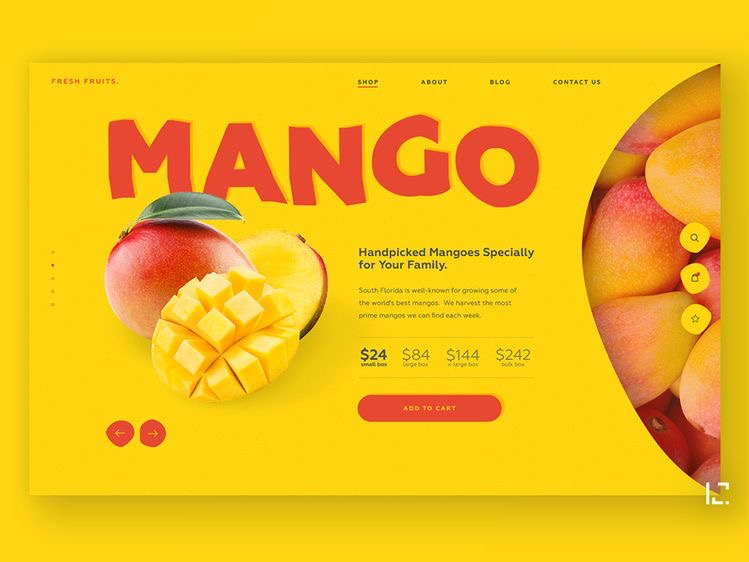 FRESH FRUITS.
SHOP
ABOUT
BLOG
CONTACT US
MANGO
Handpicked Mangoes Specially
for Your Family.
South Florida is well-known for growing some of
the world's best mangos. We harvest the most
prime mangos we can find each week.
$24
small box
$84
large box
$144
x-large box
$242
bulk box
ADD TO CART